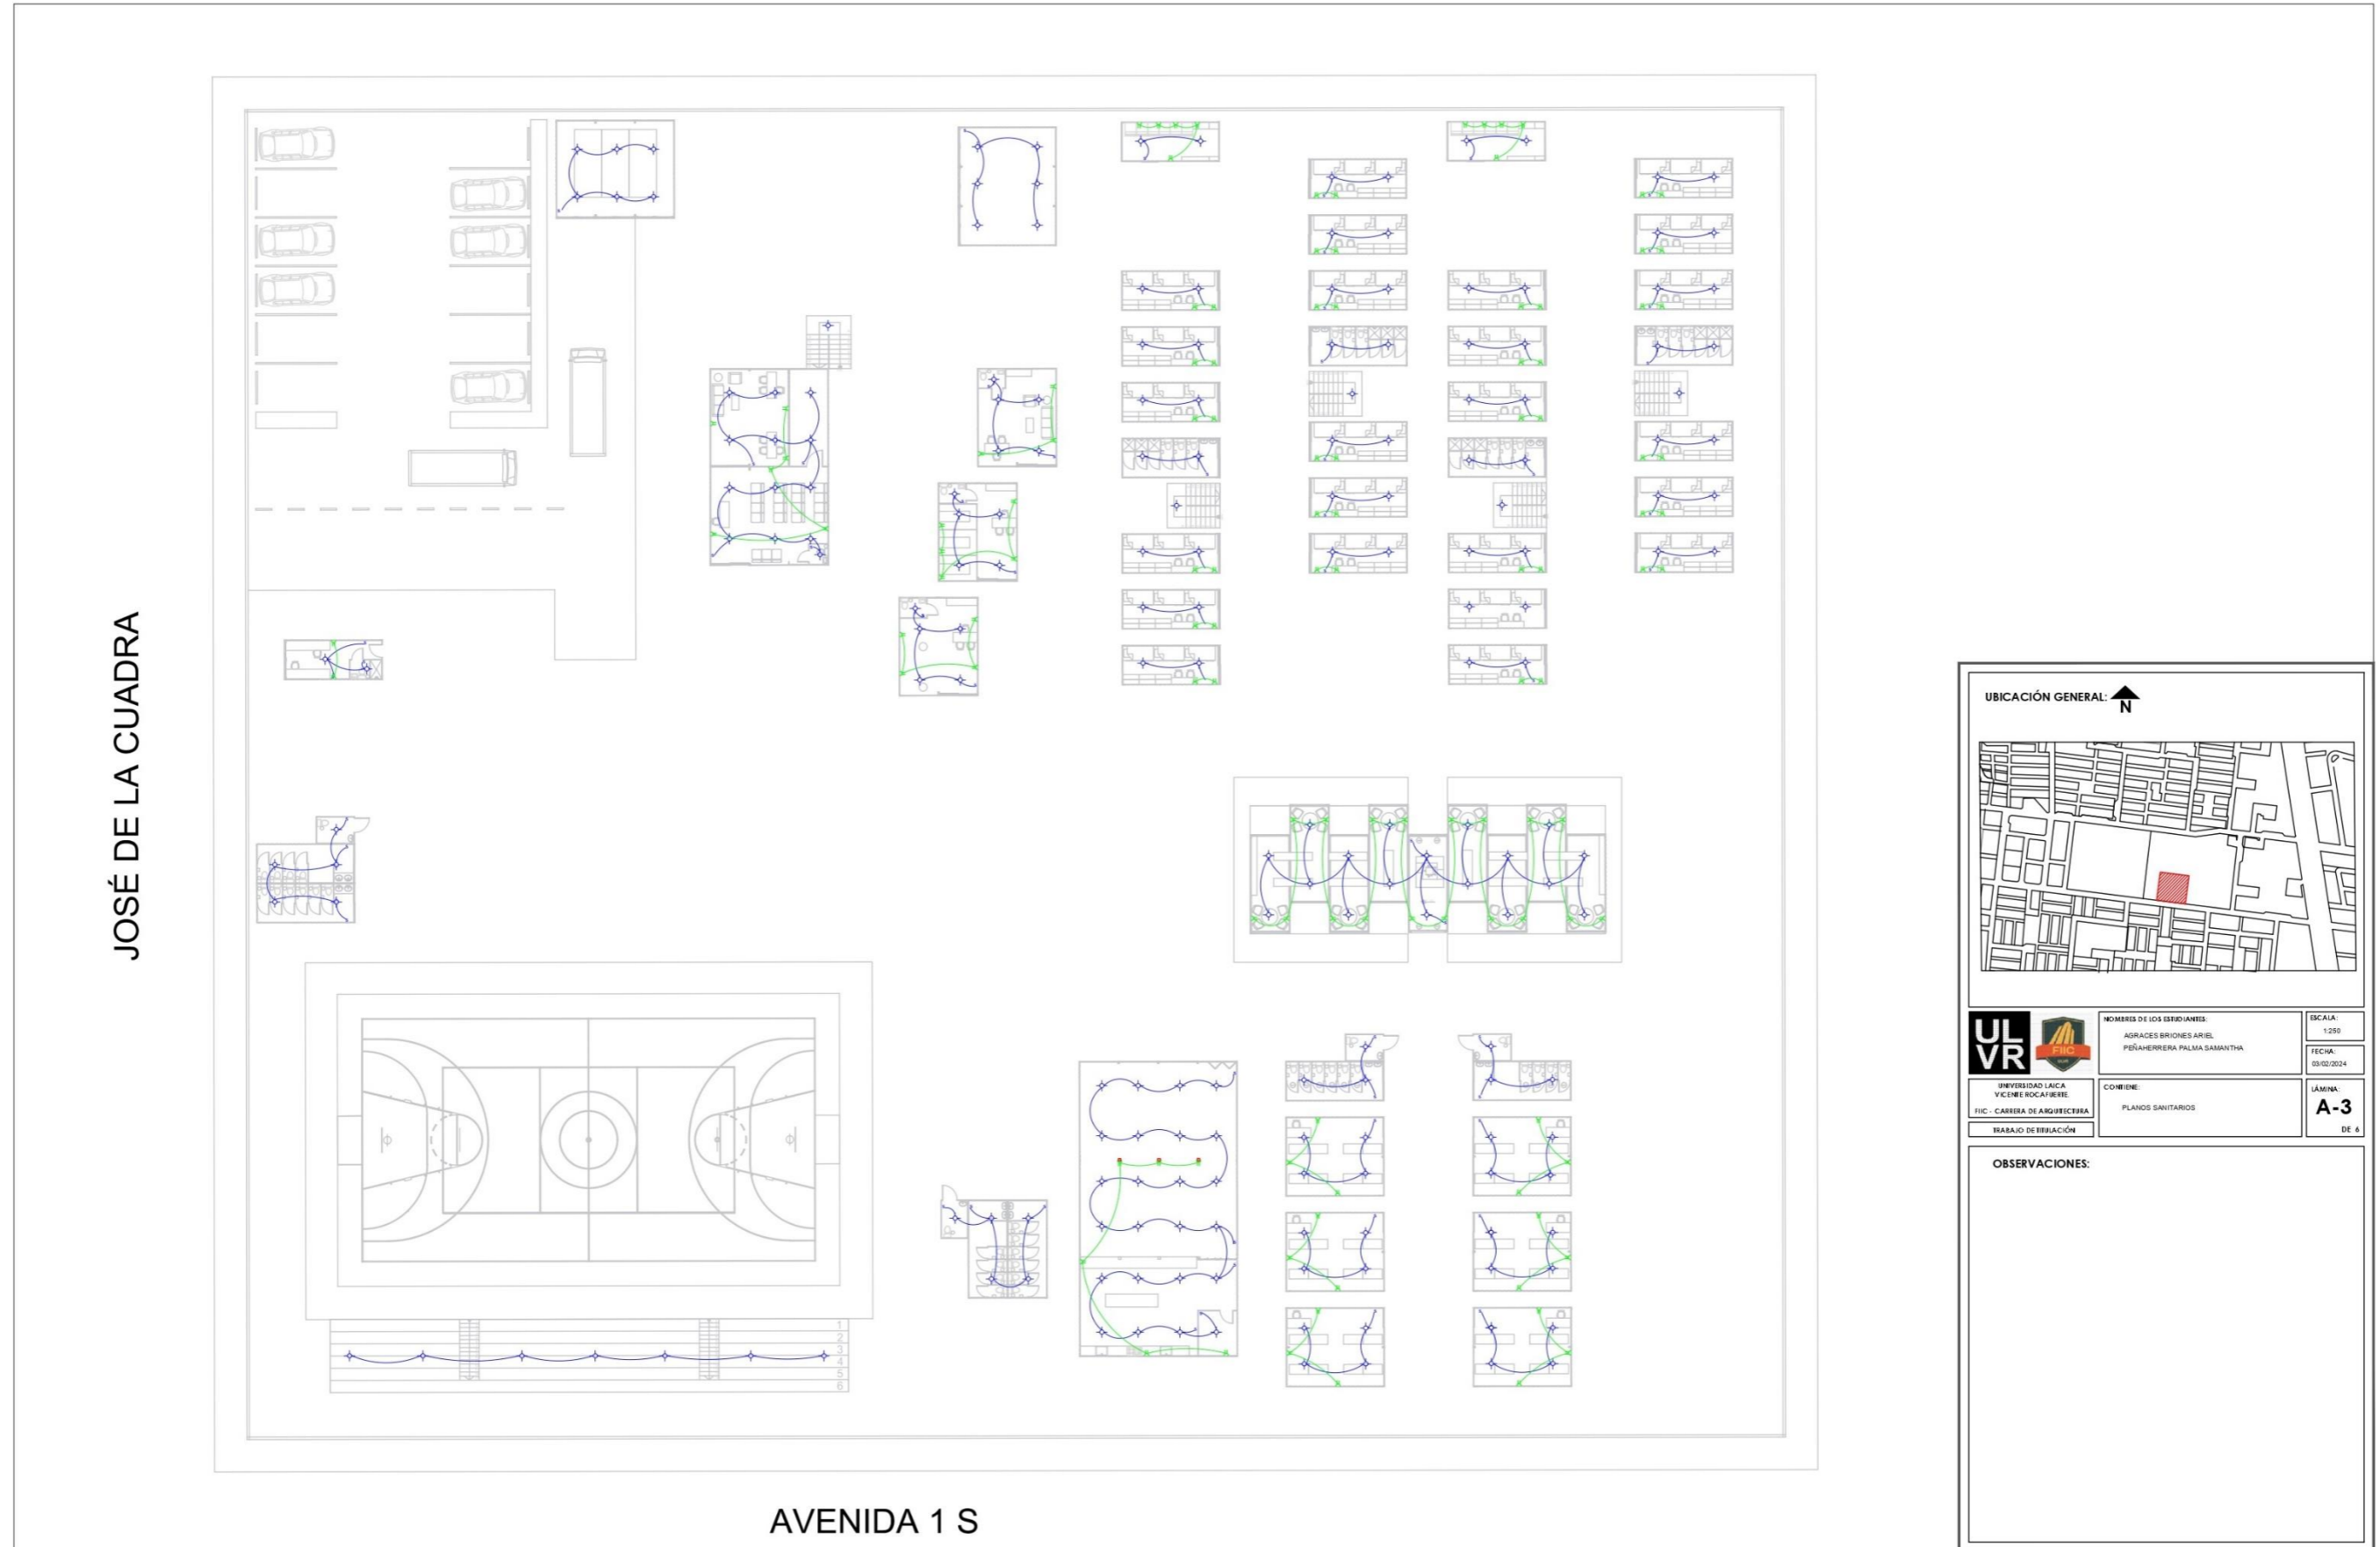 JOSÉ DE LA CUADRA
1
2
3
4
5
6
AVENIDA 1 S
UBICACIÓN GENERAL:
N
UL
VR
FIIC
NOMBRES DE LOS ESTUDIANTES:
AGRACES BRIONES ARIEL
PEÑAHERRERA PALMA SAMANTHA
ESCALA:
1:250
FECHA:
03/02/2024
UNIVERSIDAD LAICA
VICENTE ROCAFUERTE.
FIIC - CARRERA DE ARQUITECTURA
TRABAJO DE TITULACIÓN
CONTIENE:
PLANOS SANITARIOS
LÁMINA:
A-3
DE 6
OBSERVACIONES: